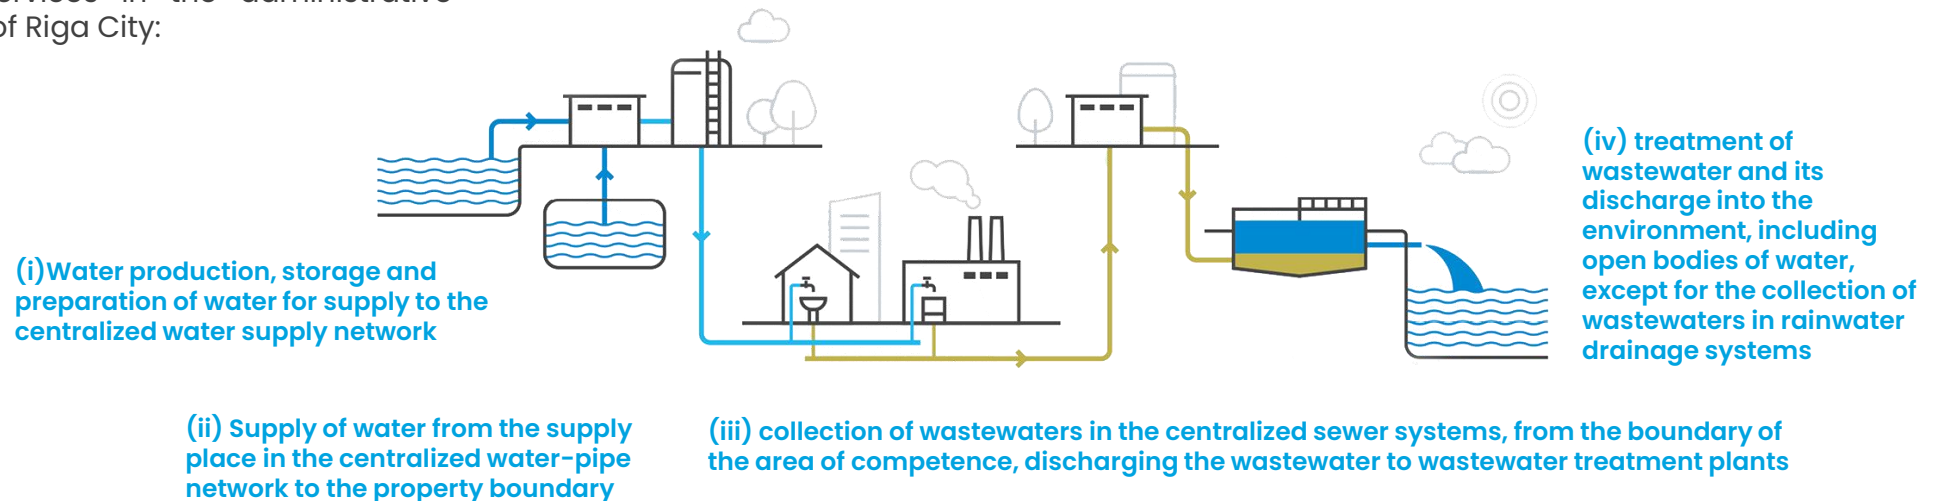 services in the administrative
of Riga City:
(i)Water production, storage and
preparation of water for supply to the
centralized water supply network
(ii) Supply of water from the supply
place in the centralized water-pipe
network to the property boundary
(iii) collection of wastewaters in the centralized sewer systems, from the boundary of
the area of competence, discharging the wastewater to wastewater treatment plants
(iv) treatment of
wastewater and its
discharge into the
environment, including
open bodies of water,
except for the collection of
wastewaters in rainwater
drainage systems